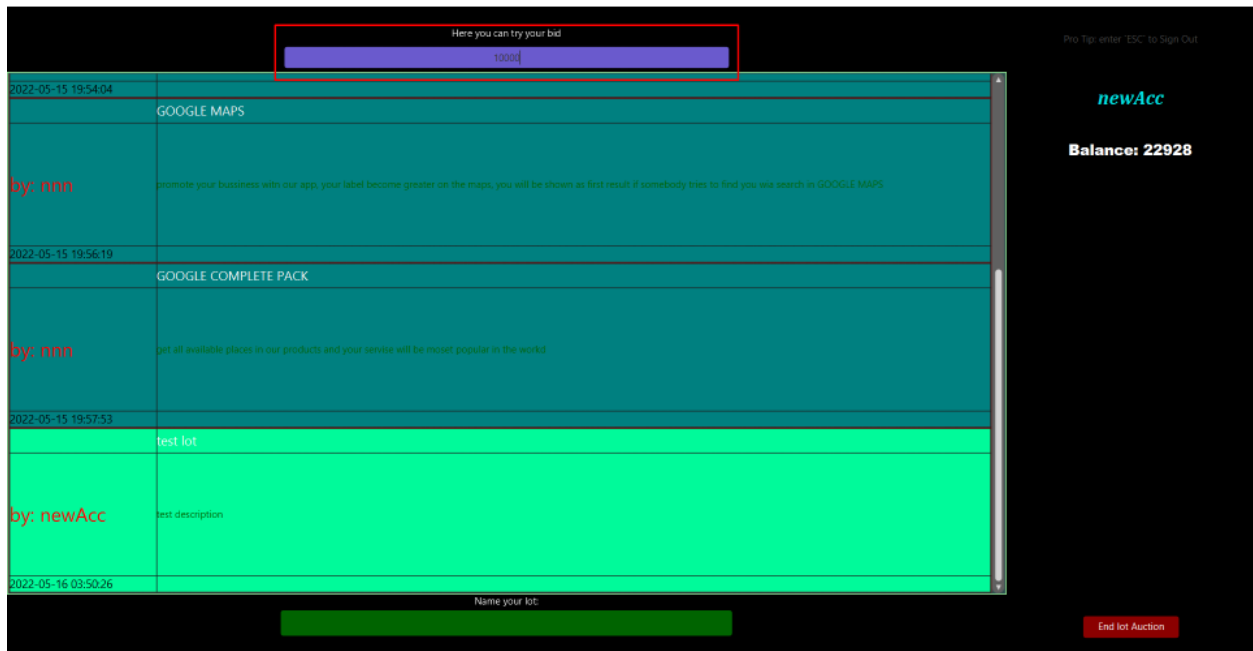 Here you can try your bid
10000
Pro Tip: enter 'ESC' to Sign Out
newAcc
Balance: 22928
2022-05-15 19:54:04
GOOGLE MAPS
by: nnn
promote your bussiness witn our app, your label become greater on the maps, you will be shown as first result if somebody tries to find you wia search in GOOGLE MAPS
2022-05-15 19:56:19
GOOGLE COMPLETE PACK
by: nnn
get all available places in our products and your servise will be moset popular in the workd
2022-05-15 19:57:53
test lot
by: newAcc
test description
2022-05-16 03:50:26
Name your lot:
End lot Auction